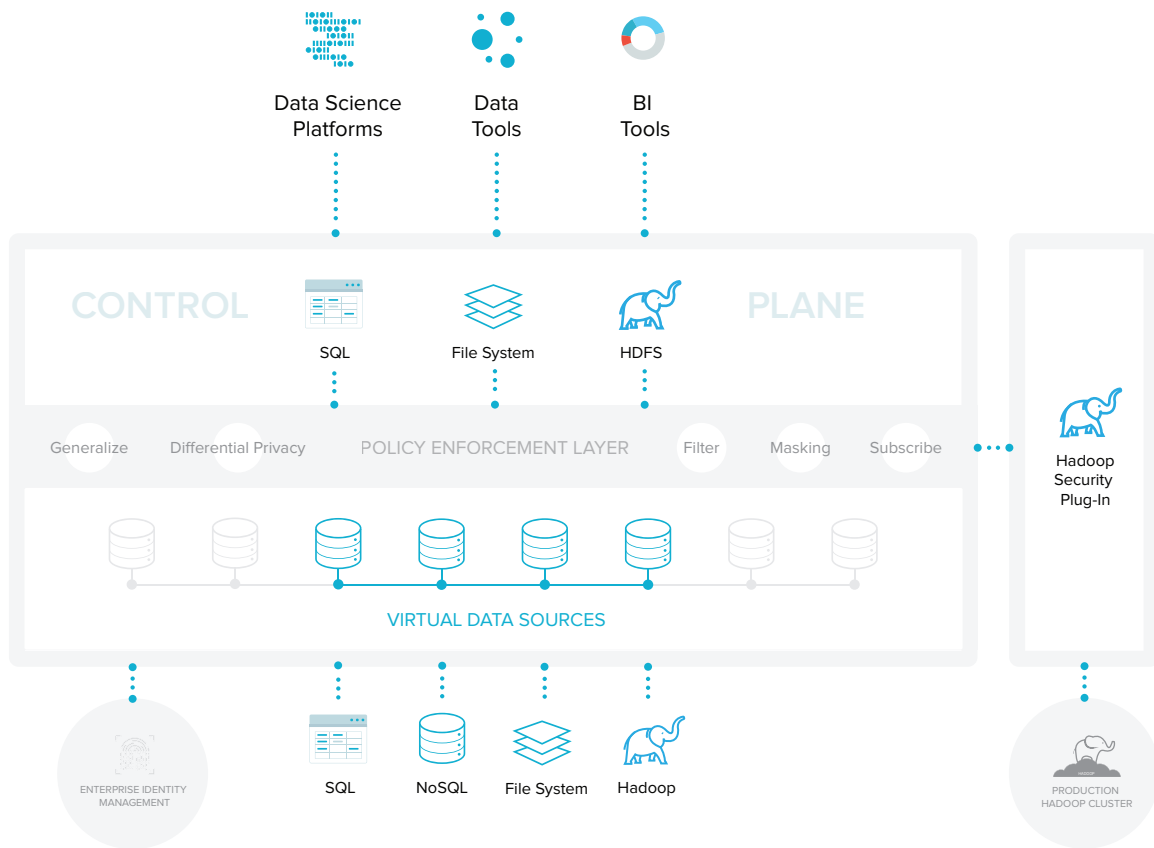 Data Science
Platforms
Data
Tools
BI
Tools
CONTROL
PLANE
SQL
File System
HDFS
Generalize
Differential Privacy
POLICY ENFORCEMENT LAYER
Filter
Masking
Subscribe
Hadoop
Security
Plug-In
VIRTUAL DATA SOURCES
ENTERPRISE IDENTITY
MANAGEMENT
SQL
NoSQL
File System
Hadoop
PRODUCTION
HADOOP CLUSTER